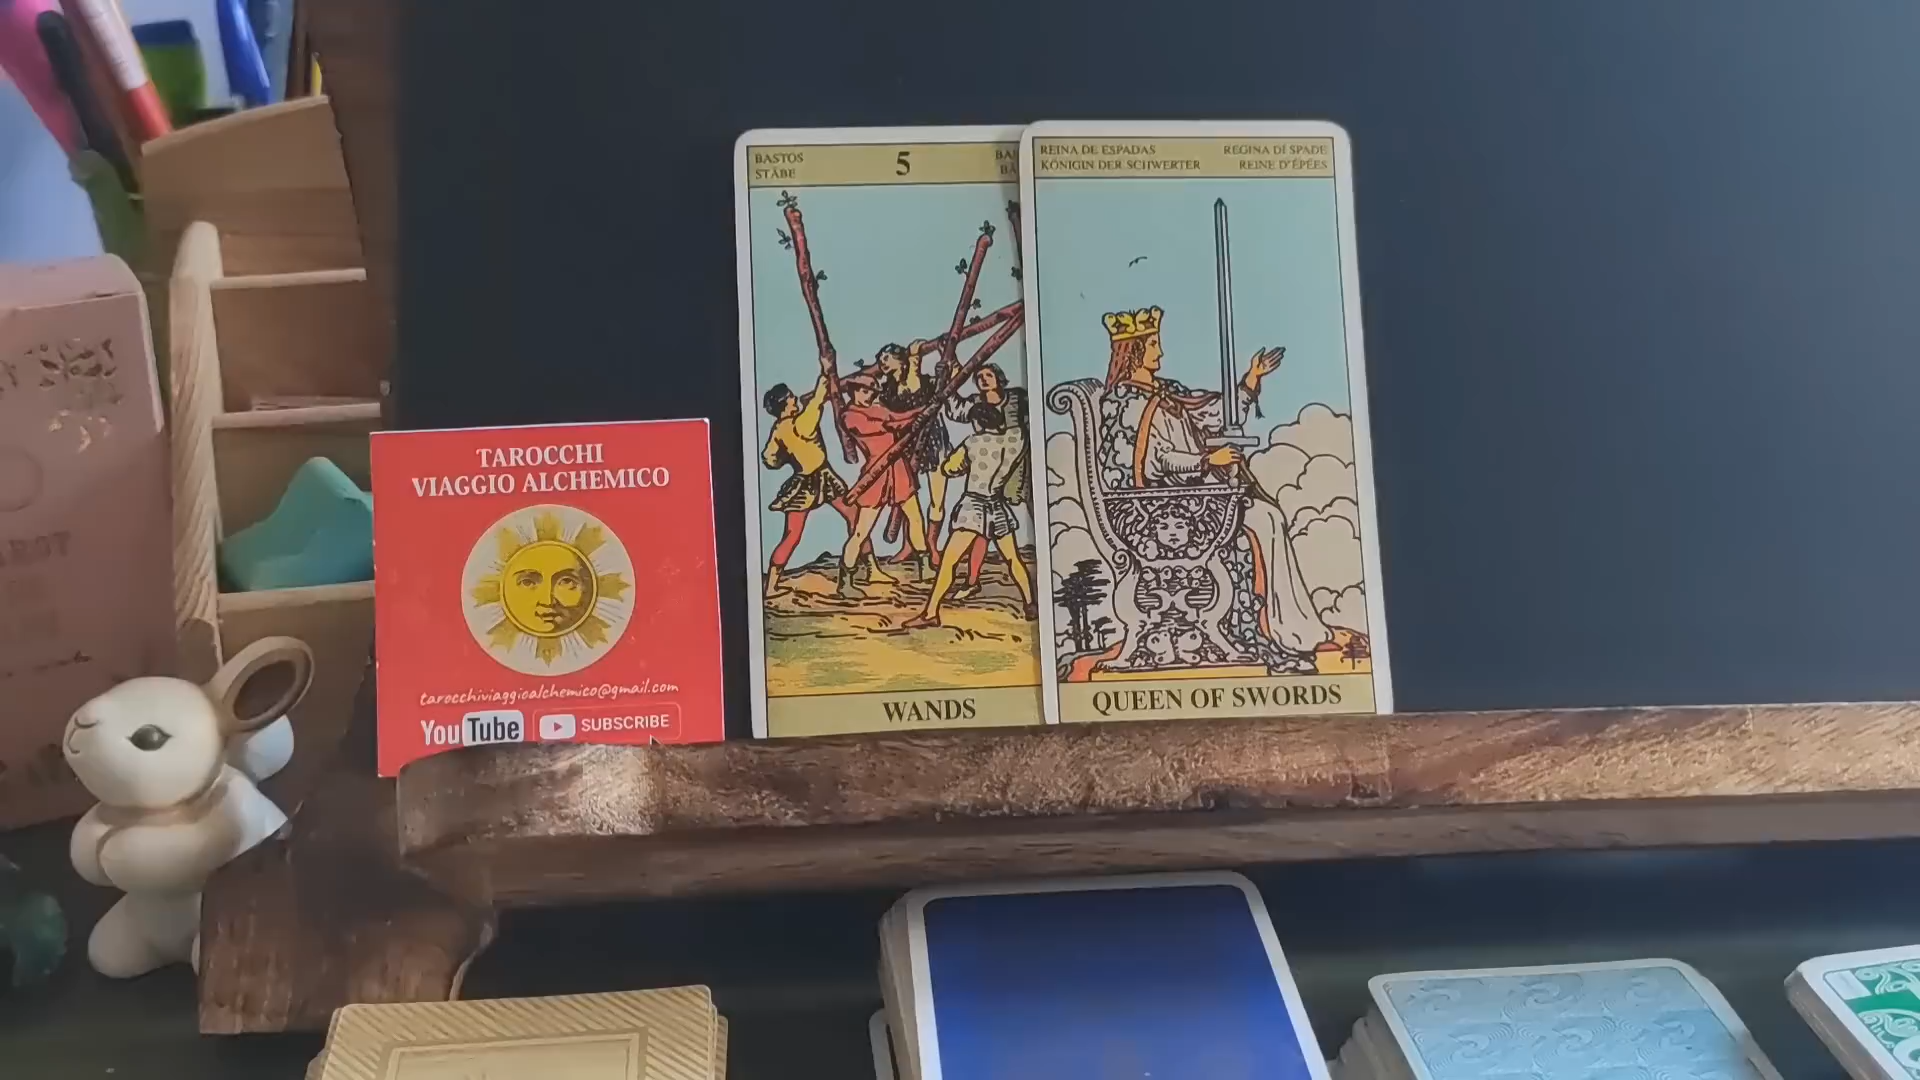 TAROCCHI
VIAGGIO ALCHEMICO
tarocchiviaggioalchemico@gmail.com
YouTube SUBSCRIBE
BASTOS
STÄBE
5
WANDS
REINA DE ESPADAS
KÖNIGIN DER SCHWERTER
REGINA DI SPADE
REINE D'ÉPÉES
QUEEN OF SWORDS